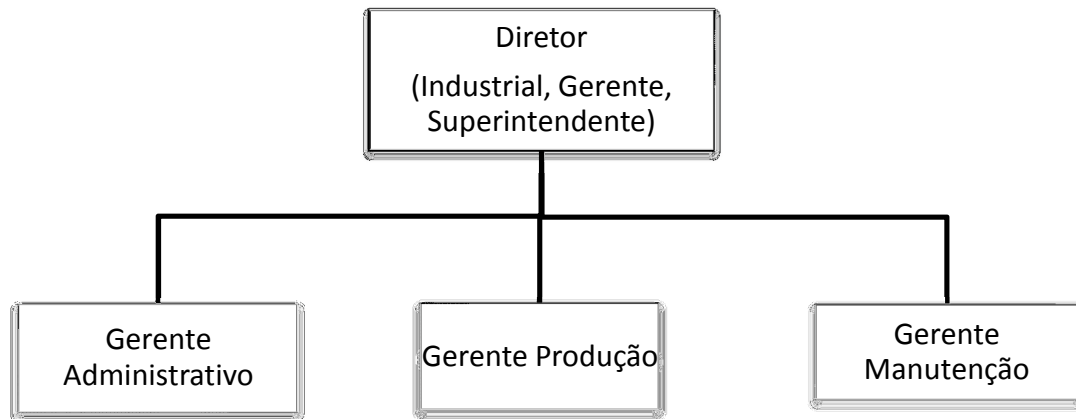 Diretor
(Industrial, Gerente,
Superintendente)
Gerente
Administrativo
Gerente Produção
Gerente
Manutenção